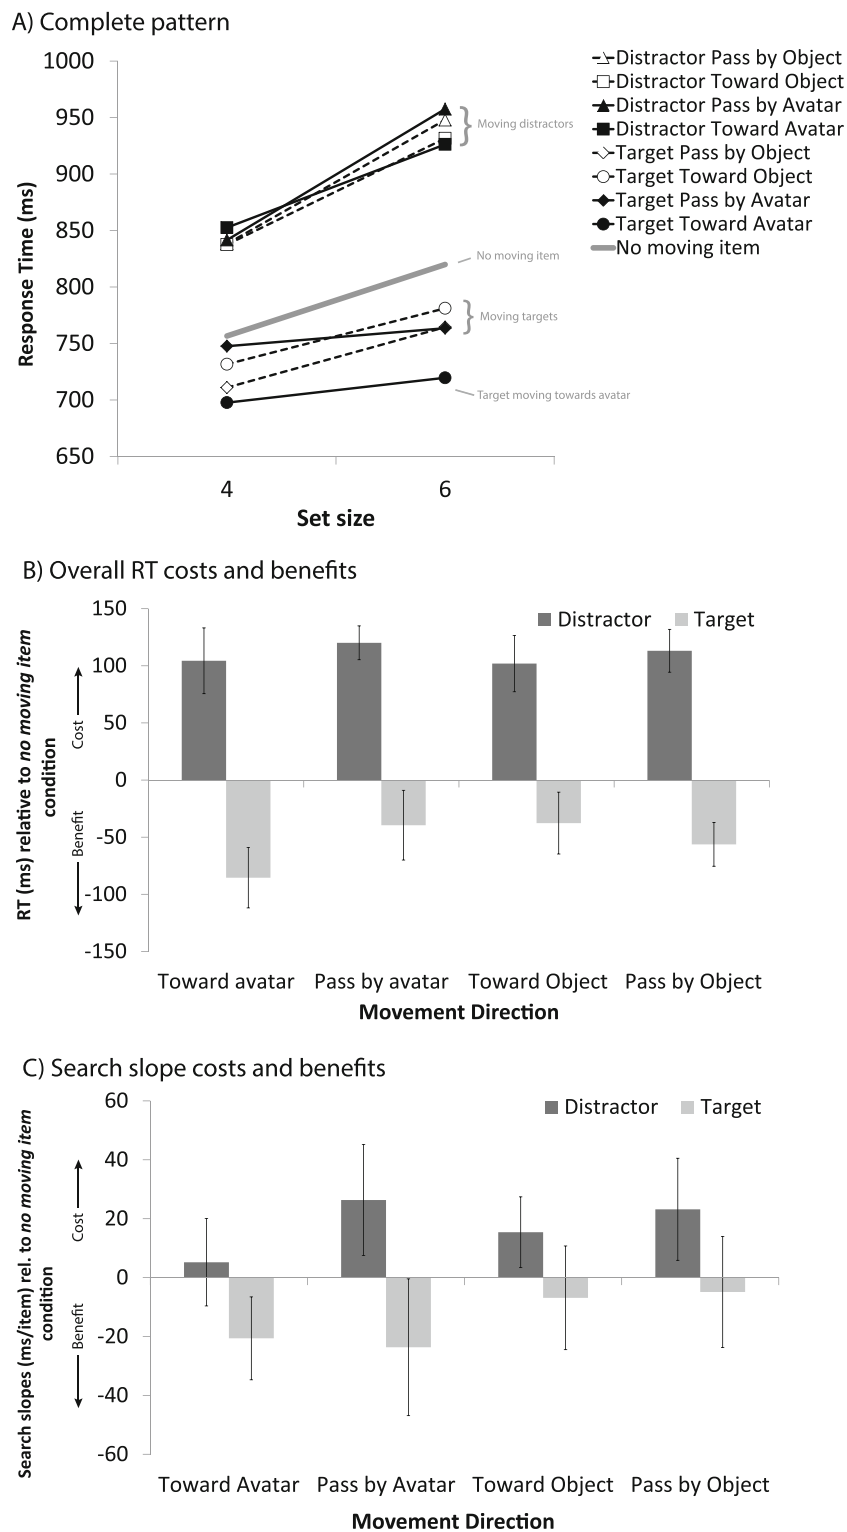 A) Complete pattern
1000
950
900
850
800
750
700
650
Response Time (ms)
4
6
Set size
Moving distractors
No moving item
Moving targets
Target moving towards avatar
Distractor Pass by Object
Distractor Toward Object
Distractor Pass by Avatar
Distractor Toward Avatar
Target Pass by Object
Target Toward Object
Target Pass by Avatar
Target Toward Avatar
No moving item
B) Overall RT costs and benefits
Distractor
Target
150
100
50
0
-50
-100
-150
RT (ms) relative to no moving item
condition
Cost
Benefit
Toward avatar
Pass by avatar
Toward Object
Pass by Object
Movement Direction
C) Search slope costs and benefits
Distractor
Target
60
40
20
0
-20
-40
-60
Search slopes (ms/item) rel. to no moving item
condition
Cost
Benefit
Toward Avatar
Pass by Avatar
Toward Object
Pass by Object
Movement Direction